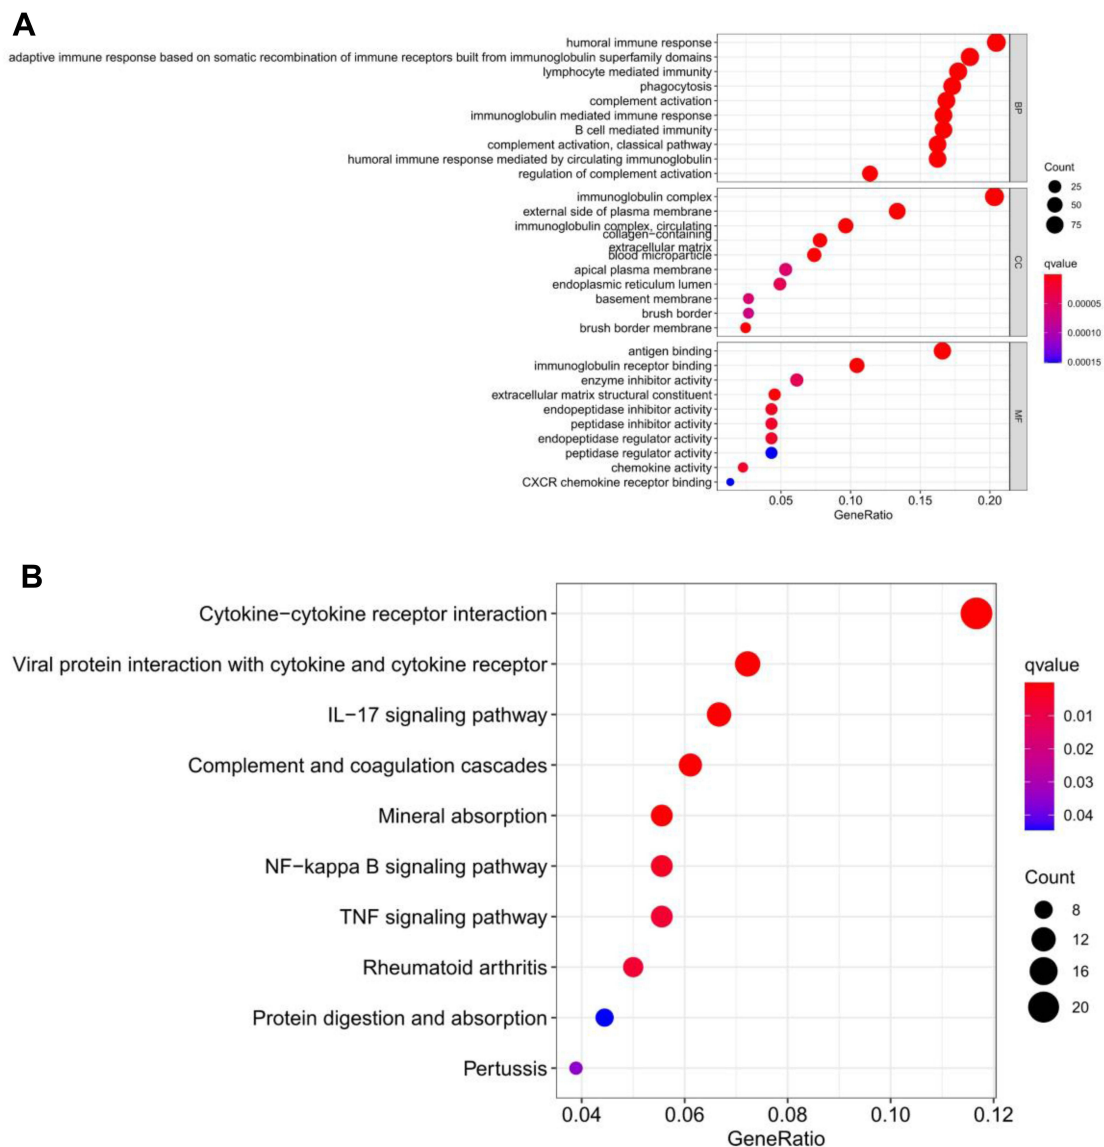 A
humoral immune response
adaptive immune response based on somatic recombination of immune receptors built from immunoglobulin superfamily domains
lymphocyte mediated immunity
phagocytosis
complement activation
immunoglobulin mediated immune response
B cell mediated immunity
complement activation, classical pathway
humoral immune response mediated by circulating immunoglobulin
regulation of complement activation
BP
immunoglobulin complex
external side of plasma membrane
immunoglobulin complex, circulating
collagen−containing
extracellular matrix
blood microparticle
apical plasma membrane
endoplasmic reticulum lumen
basement membrane
brush border
brush border membrane
CC
antigen binding
immunoglobulin receptor binding
enzyme inhibitor activity
extracellular matrix structural constituent
endopeptidase inhibitor activity
peptidase inhibitor activity
endopeptidase regulator activity
peptidase regulator activity
chemokine activity
CXCR chemokine receptor binding
MF
0.05 0.10 0.15 0.20
GeneRatio
Count
25
50
75
qvalue
0.00005
0.00010
0.00015
B
Cytokine−cytokine receptor interaction
Viral protein interaction with cytokine and cytokine receptor
IL−17 signaling pathway
Complement and coagulation cascades
Mineral absorption
NF−kappa B signaling pathway
TNF signaling pathway
Rheumatoid arthritis
Protein digestion and absorption
Pertussis
0.04 0.06 0.08 0.10 0.12
GeneRatio
qvalue
0.01
0.02
0.03
0.04
Count
8
12
16
20